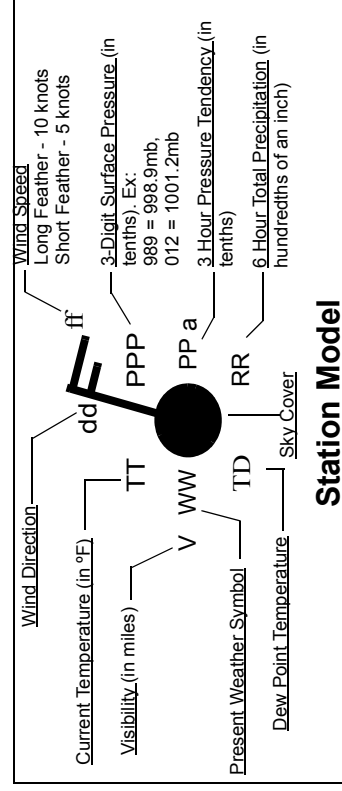 Wind Direction
Current Temperature (in ºF)
Visibility (in miles)
Present Weather Symbol
Dew Point Temperature
Wind Speed
Long Feather - 10 knots
Short Feather - 5 knots
3-Digit Surface Pressure (in
tenths). Ex:
989 = 998.9mb,
012 = 1001.2mb
3 Hour Pressure Tendency (in
tenths)
6 Hour Total Precipitation (in
hundredths of an inch)
Sky Cover
dd
ff
TT
PPP
V
WW
PP a
TD
RR
Station Model